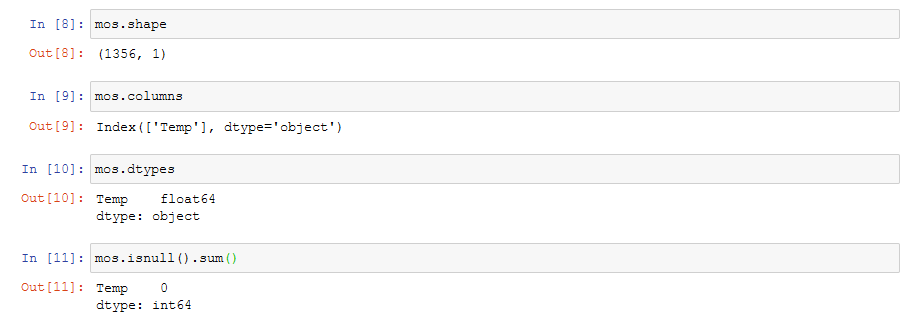 In [8]: mos.shape
Out[8]: (1356, 1)
In [9]: mos.columns
Out[9]: Index(['Temp'], dtype='object')
In [10]: mos.dtypes
Out[10]: Temp    float64
dtype: object
In [11]: mos.isnull().sum()
Out[11]: Temp    0
dtype: int64